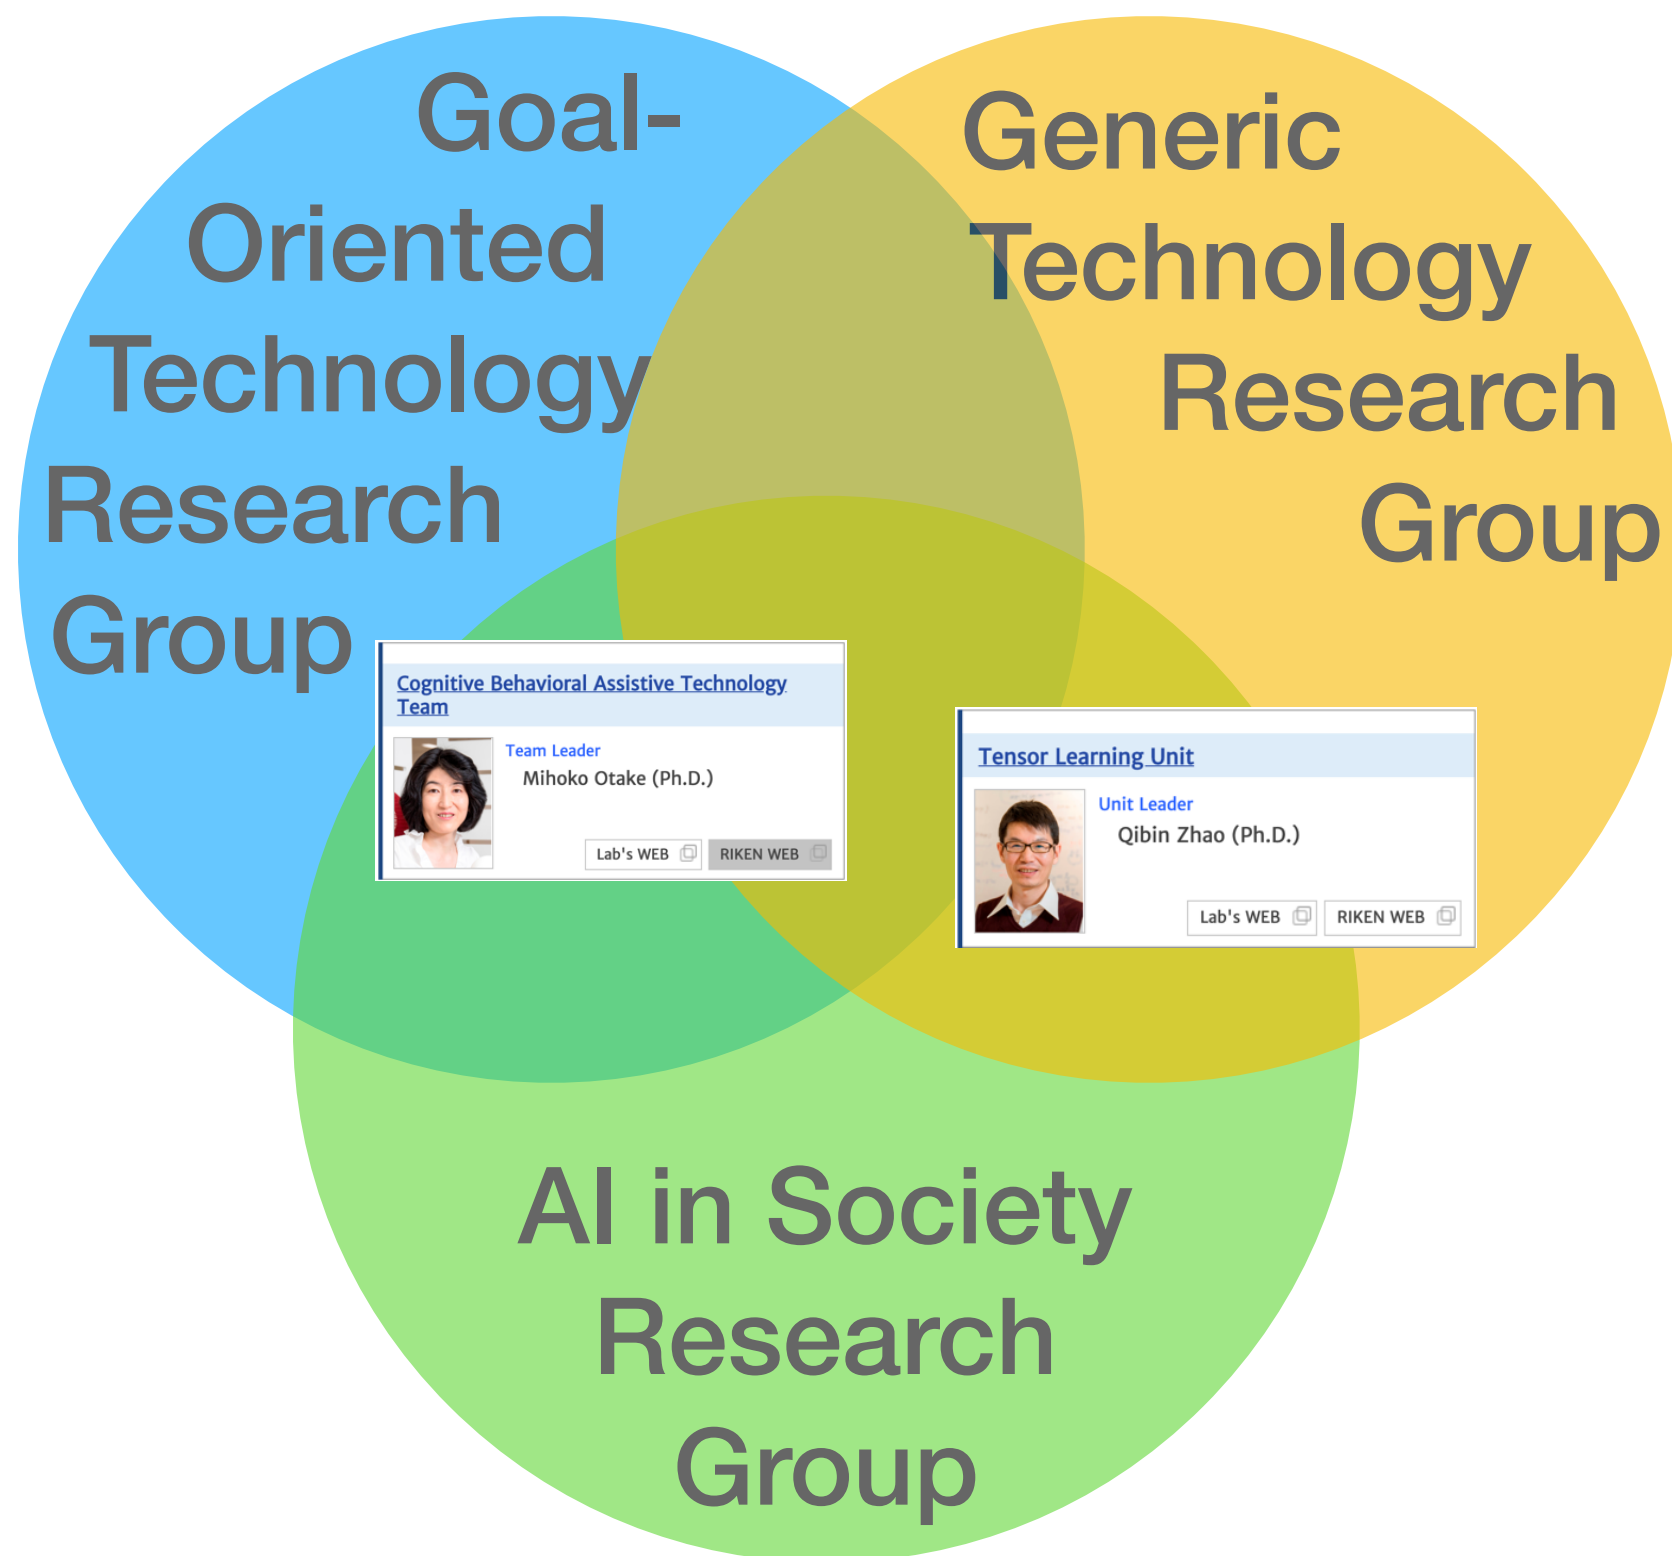 Goal-
Oriented
Technology
Research
Group
Generic
Technology
Research
Group
Cognitive Behavioral Assistive Technology
Team
Team Leader
Mihoko Otake (Ph.D.)
Lab's WEB
RIKEN WEB
Tensor Learning Unit
Unit Leader
Qibin Zhao (Ph.D.)
Lab's WEB
RIKEN WEB
AI in Society
Research
Group